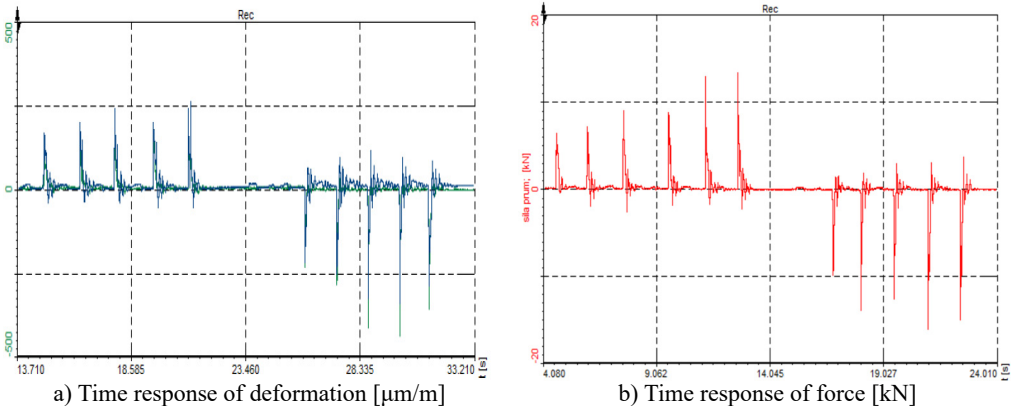 Rec
500
0
-500
13.710 18.585 23.460 28.335 33.210
t [s]
a) Time response of deformation [μm/m]
Rec
20
sila prum; [kN]
0
-20
4.080 9.062 14.045 19.027 24.010
t [s]
b) Time response of force [kN]